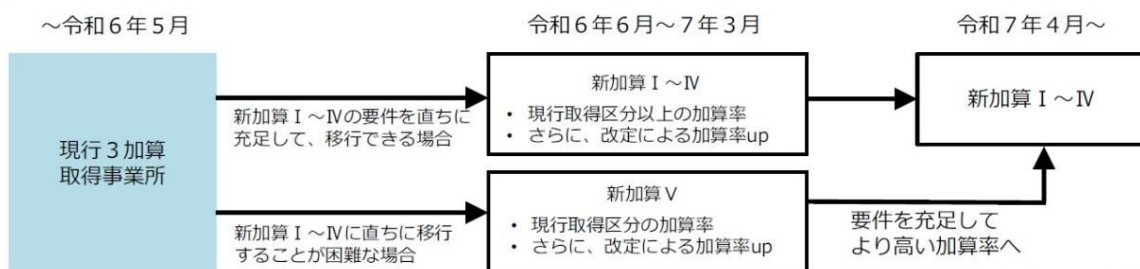 ～令和６年５月
令和６年６月～７年３月
令和７年４月～
現行３加算
取得事業所
新加算Ⅰ～Ⅳの要件を直ちに
充足して、移行できる場合
新加算Ⅰ～Ⅳ
• 現行取得区分以上の加算率
• さらに、改定による加算率up
新加算Ⅰ～Ⅳ
新加算Ⅰ～Ⅳに直ちに移行
することが困難な場合
新加算Ⅴ
• 現行取得区分の加算率
• さらに、改定による加算率up
要件を充足して
より高い加算率へ